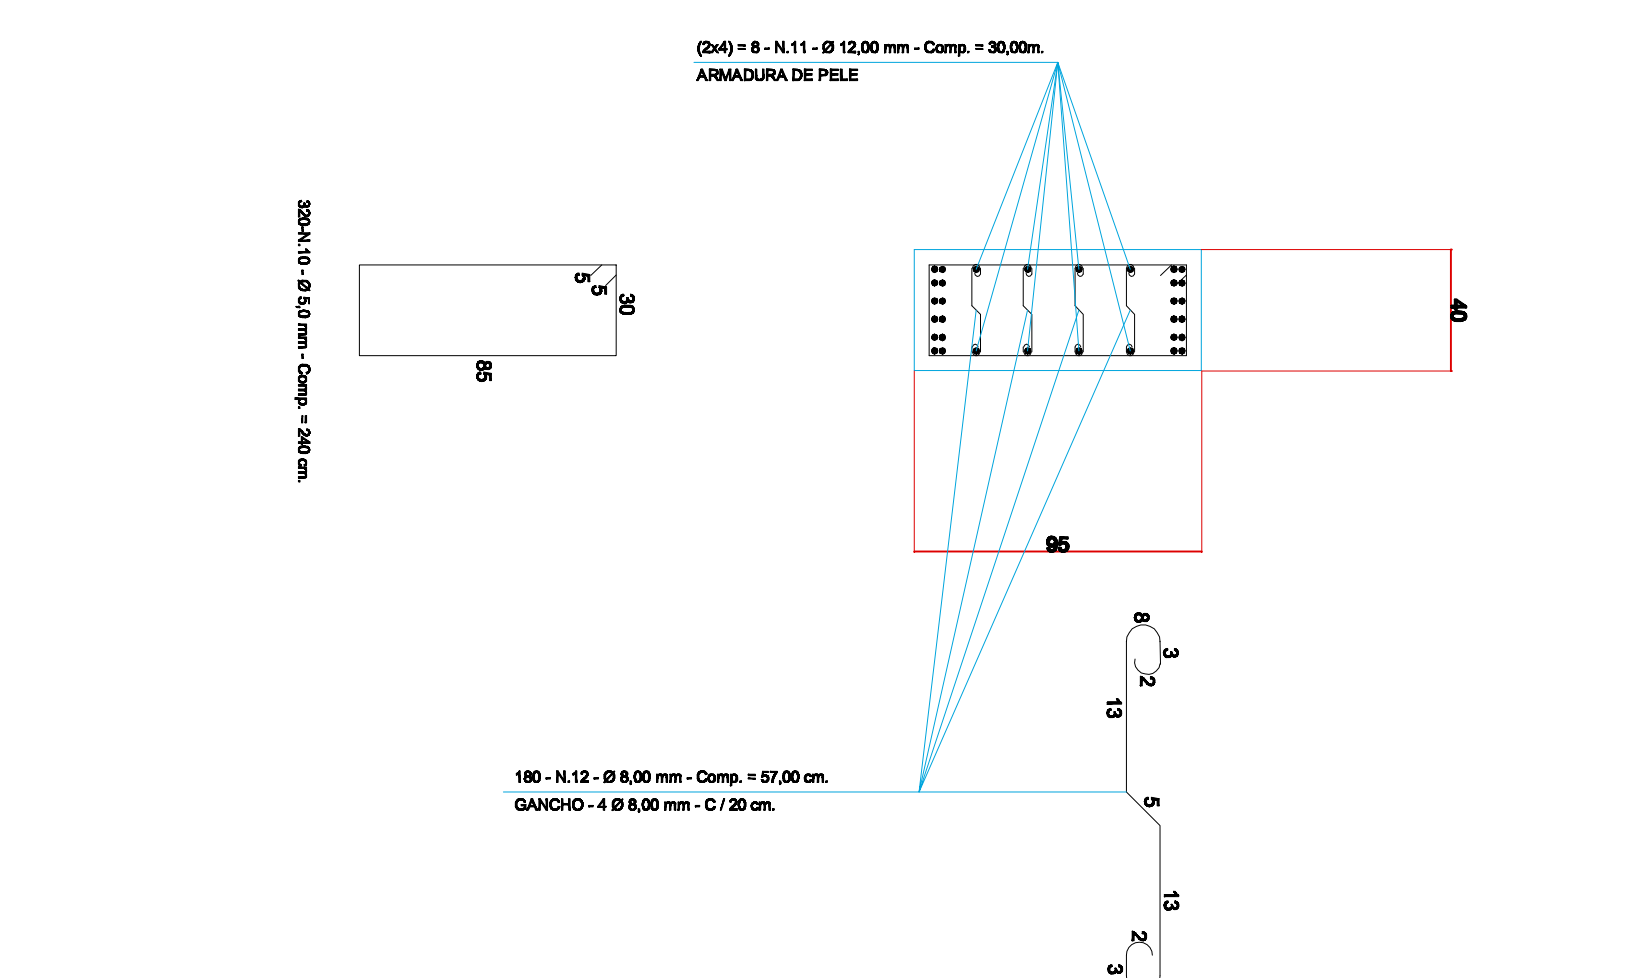 (2x4) = 8 - N.11 - Ø 12,00 mm - Comp. = 30,00m.
ARMADURA DE PELE
320-N.10 - Ø 5,0 mm - Comp. = 240 cm.
5
5
30
85
40
95
8
3
2
13
180 - N.12 - Ø 8,00 mm - Comp. = 57,00 cm.
GANCHO - 4 Ø 8,00 mm - C / 20 cm.
5
13
2
3